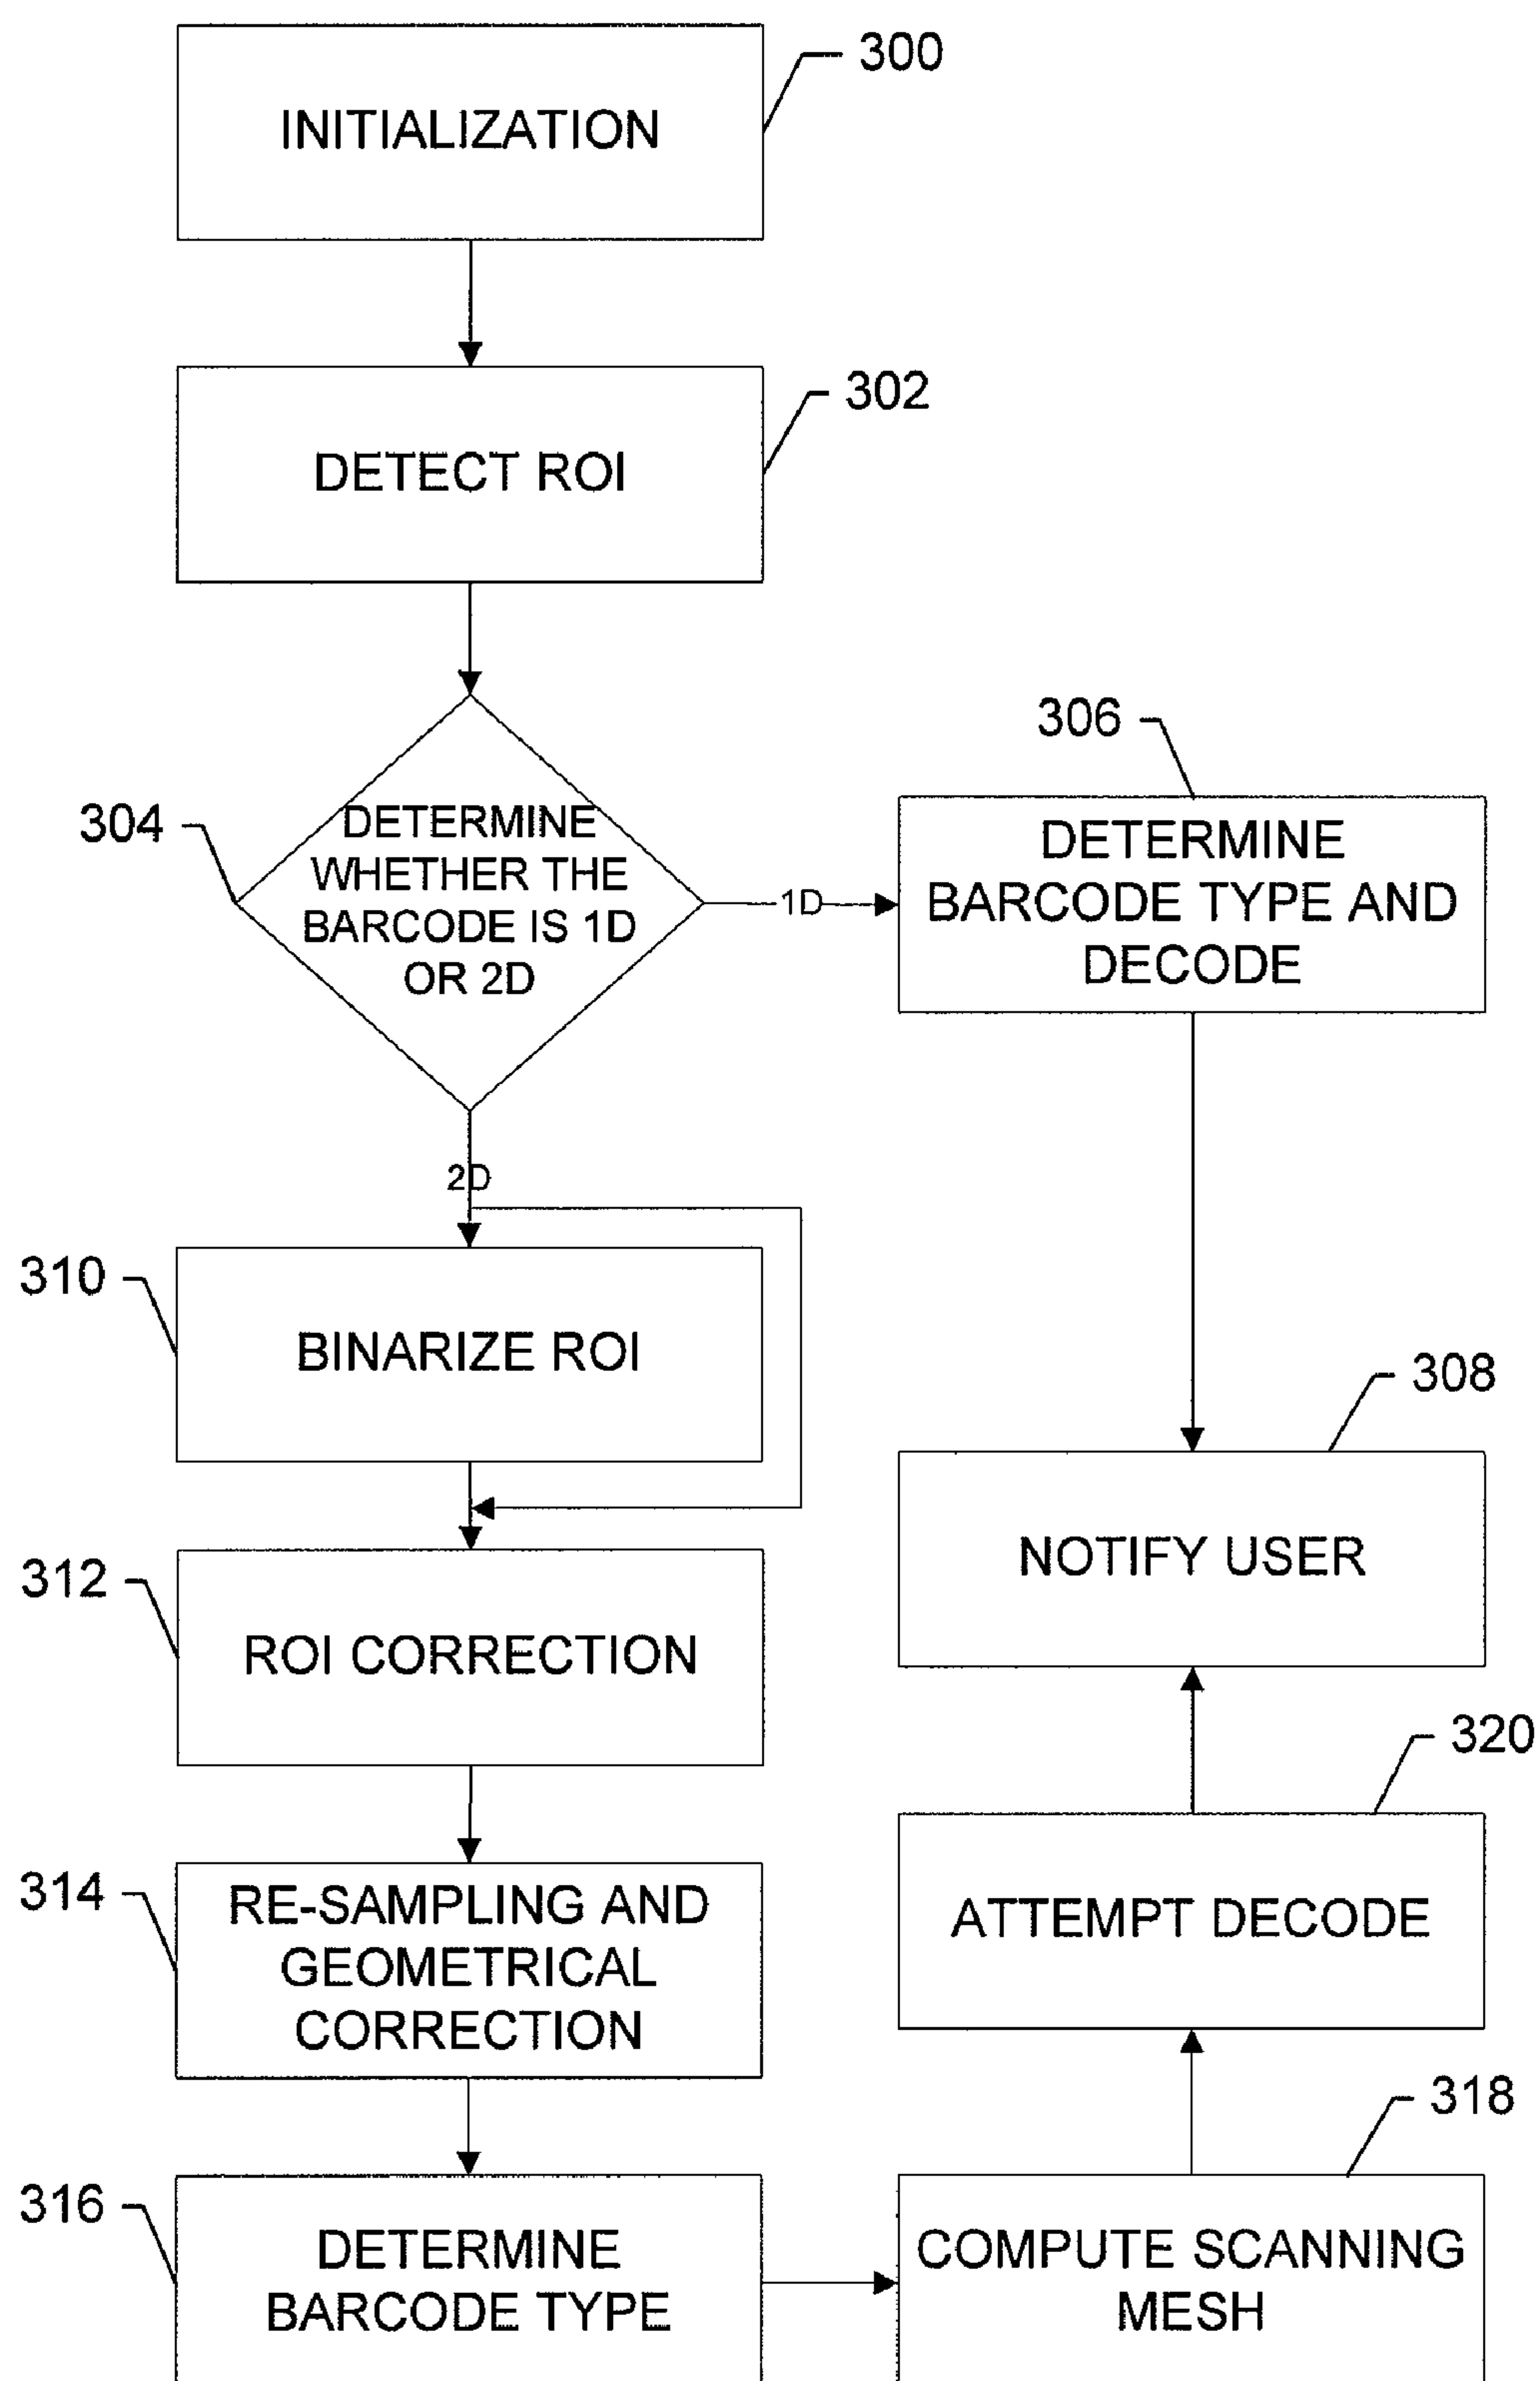 300
INITIALIZATION
302
DETECT ROI
304
DETERMINE
WHETHER THE
BARCODE IS 1D
OR 2D
1D
306
DETERMINE
BARCODE TYPE AND
DECODE
2D
310
BINARIZE ROI
308
NOTIFY USER
312
ROI CORRECTION
320
ATTEMPT DECODE
314
RE-SAMPLING AND
GEOMETRICAL
CORRECTION
318
COMPUTE SCANNING
MESH
316
DETERMINE
BARCODE TYPE